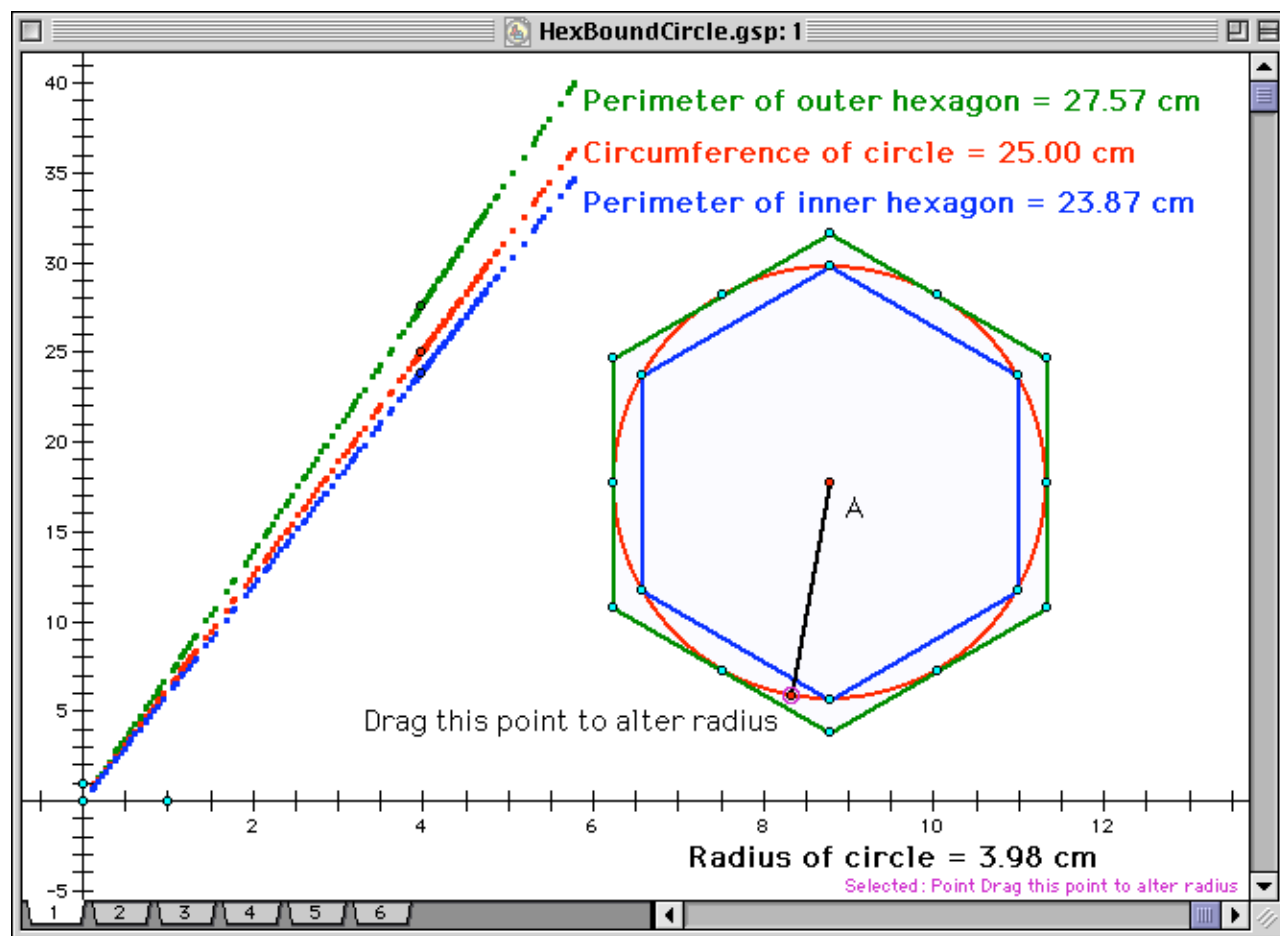 HexBoundCircle.gsp: 1
40
Perimeter of outer hexagon = 27.57 cm
Circumference of circle = 25.00 cm
35
Perimeter of inner hexagon = 23.87 cm
30
25
20
A
15
10
5
Drag this point to alter radius
2 4 6 8 10 12
Radius of circle = 3.98 cm
Selected: Point Drag this point to alter radius
-5
1 2 3 4 5 6